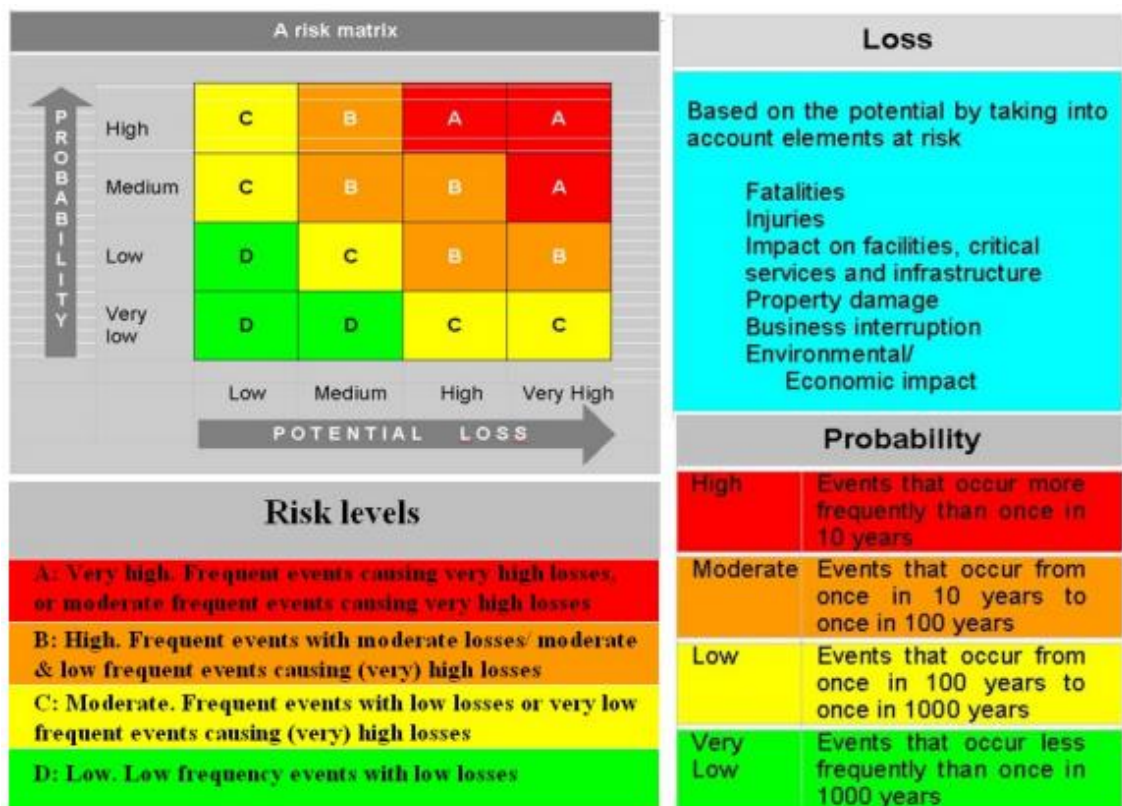 A risk matrix
PROBABILITY
High
C
B
A
A
Medium
C
B
B
A
Low
D
C
B
B
Very
low
D
D
C
C
Low
Medium
High
Very High
POTENTIAL LOSS
Risk levels
A: Very high. Frequent events causing very high losses,
or moderate frequent events causing very high losses
B: High. Frequent events with moderate losses/ moderate
& low frequent events causing (very) high losses
C: Moderate. Frequent events with low losses or very low
frequent events causing (very) high losses
D: Low. Low frequency events with low losses
Loss
Based on the potential by taking into
account elements at risk
Fatalities
Injuries
Impact on facilities, critical
services and infrastructure
Property damage
Business interruption
Environmental/
Economic impact
Probability
High
Events that occur more
frequently than once in
10 years
Moderate
Events that occur from
once in 10 years to
once in 100 years
Low
Events that occur from
once in 100 years to
once in 1000 years
Very
Low
Events that occur less
frequently than once in
1000 years